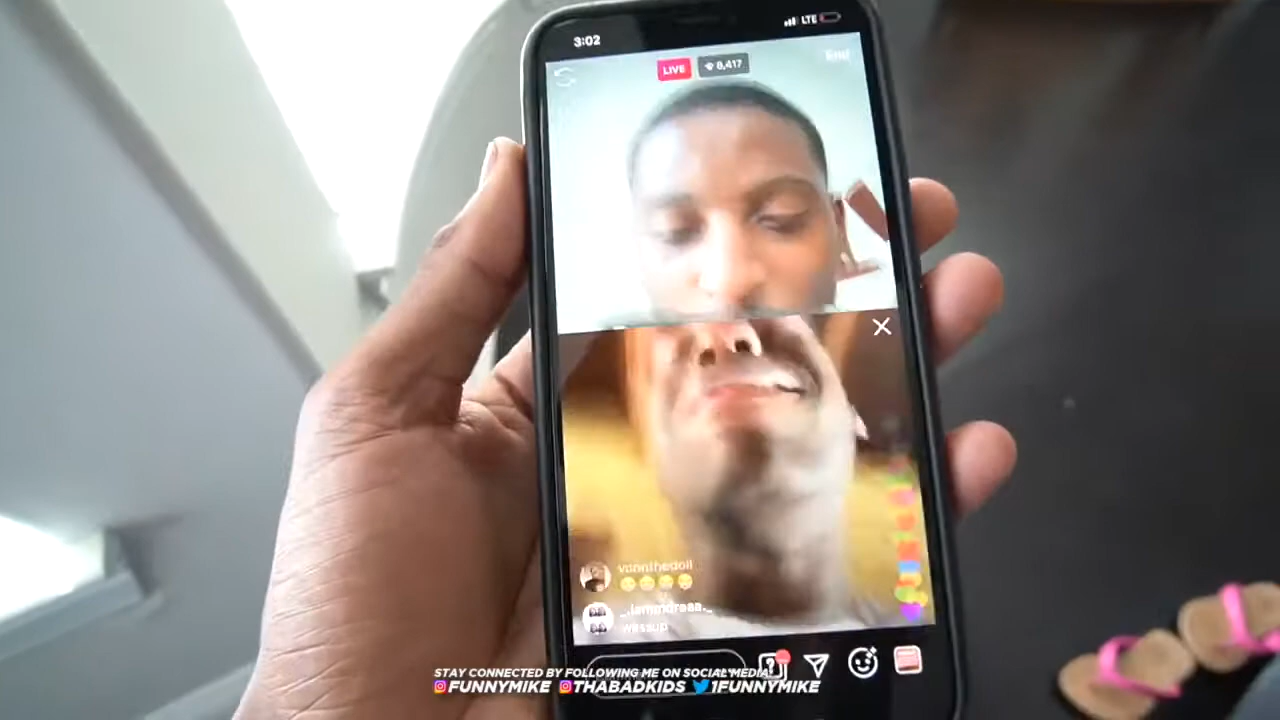 3:02
LTE
LIVE 8,417
End
vonnthedoll
wassup
STAY CONNECTED BY FOLLOWING ME ON SOCIAL MEDIA!
FUNNYMIKE THABADKIDS 1FUNNYMIKE